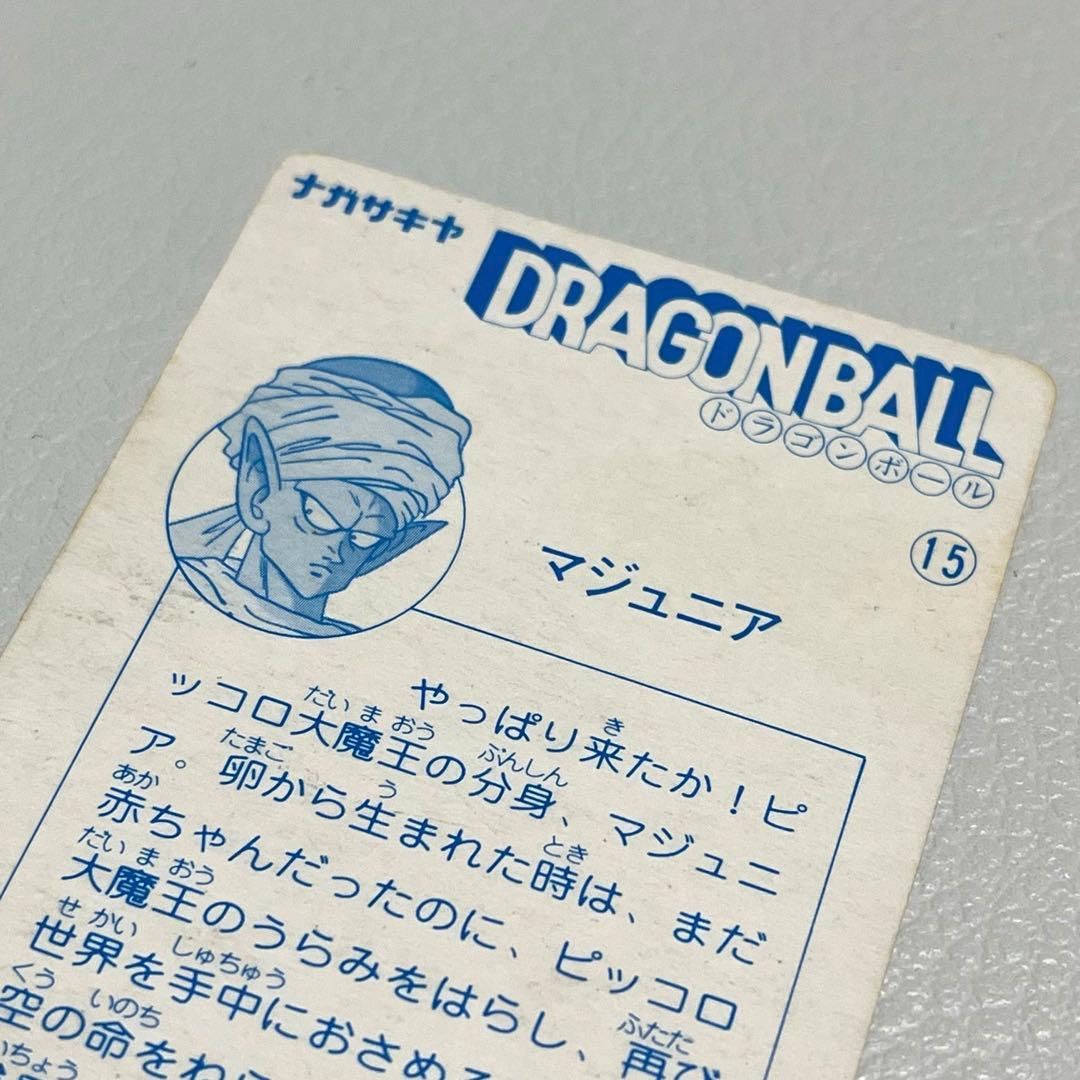 ナガサキヤ
DRAGONBALL
ドラゴンボール
15
マジュニア
やっぱり来たか！ピ
ッコロ大魔王の分身、マジュニ
ア。卵から生まれた時は、まだ
赤ちゃんだったのに、ピッコロ
大魔王のうらみをはらし、再び
世界を手中におさめる
空の命をねら